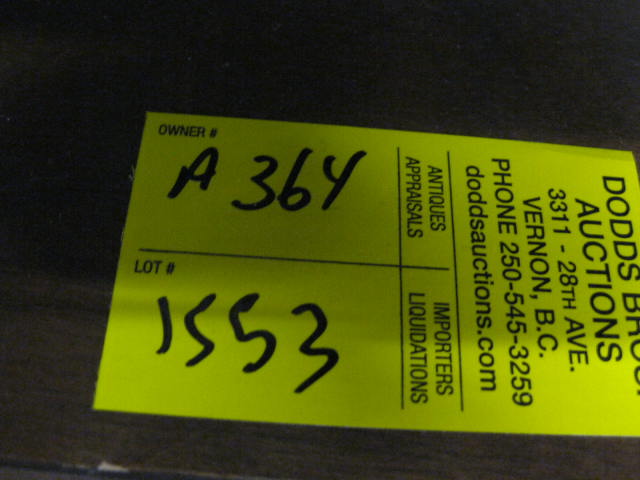 OWNER #
A 364
LOT #
1553
ANTIQUES
APPRAISALS
IMPORTERS
LIQUIDATIONS
DODDS
AUCTIONS
3311 - 28TH AVE.
VERNON, B.C.
PHONE 250-545-3259
doddsauctions.com